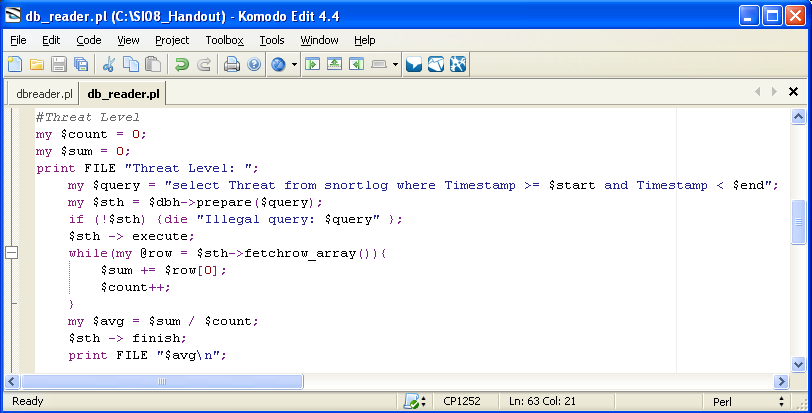 db_reader.pl (C:\SI08_Handout) - Komodo Edit 4.4
File Edit Code View Project Toolbox Tools Window Help
dbreader.pl db_reader.pl
#Threat Level
my $count = 0;
my $sum = 0;
print FILE "Threat Level: ";
my $query = "select Threat from snortlog where Timestamp >= $start and Timestamp < $end";
my $sth = $dbh->prepare($query);
if (!$sth) {die "Illegal query: $query" };
$sth -> execute;
while(my @row = $sth->fetchrow_array()){
$sum += $row[0];
$count++;
}
my $avg = $sum / $count;
$sth -> finish;
print FILE "$avg\n";
Ready CP1252 Ln: 63 Col: 21 Perl